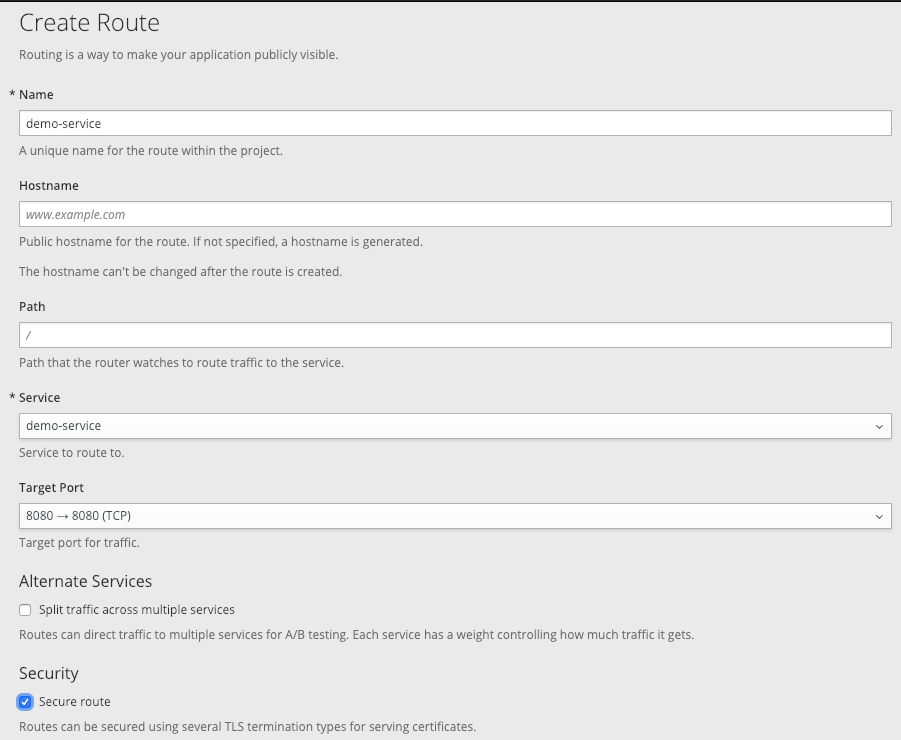 Create Route
Routing is a way to make your application publicly visible.
* Name
demo-service
A unique name for the route within the project.
Hostname
www.example.com
Public hostname for the route. If not specified, a hostname is generated.
The hostname can't be changed after the route is created.
Path
/
Path that the router watches to route traffic to the service.
* Service
demo-service
Service to route to.
Target Port
8080 → 8080 (TCP)
Target port for traffic.
Alternate Services
Split traffic across multiple services
Routes can direct traffic to multiple services for A/B testing. Each service has a weight controlling how much traffic it gets.
Security
Secure route
Routes can be secured using several TLS termination types for serving certificates.